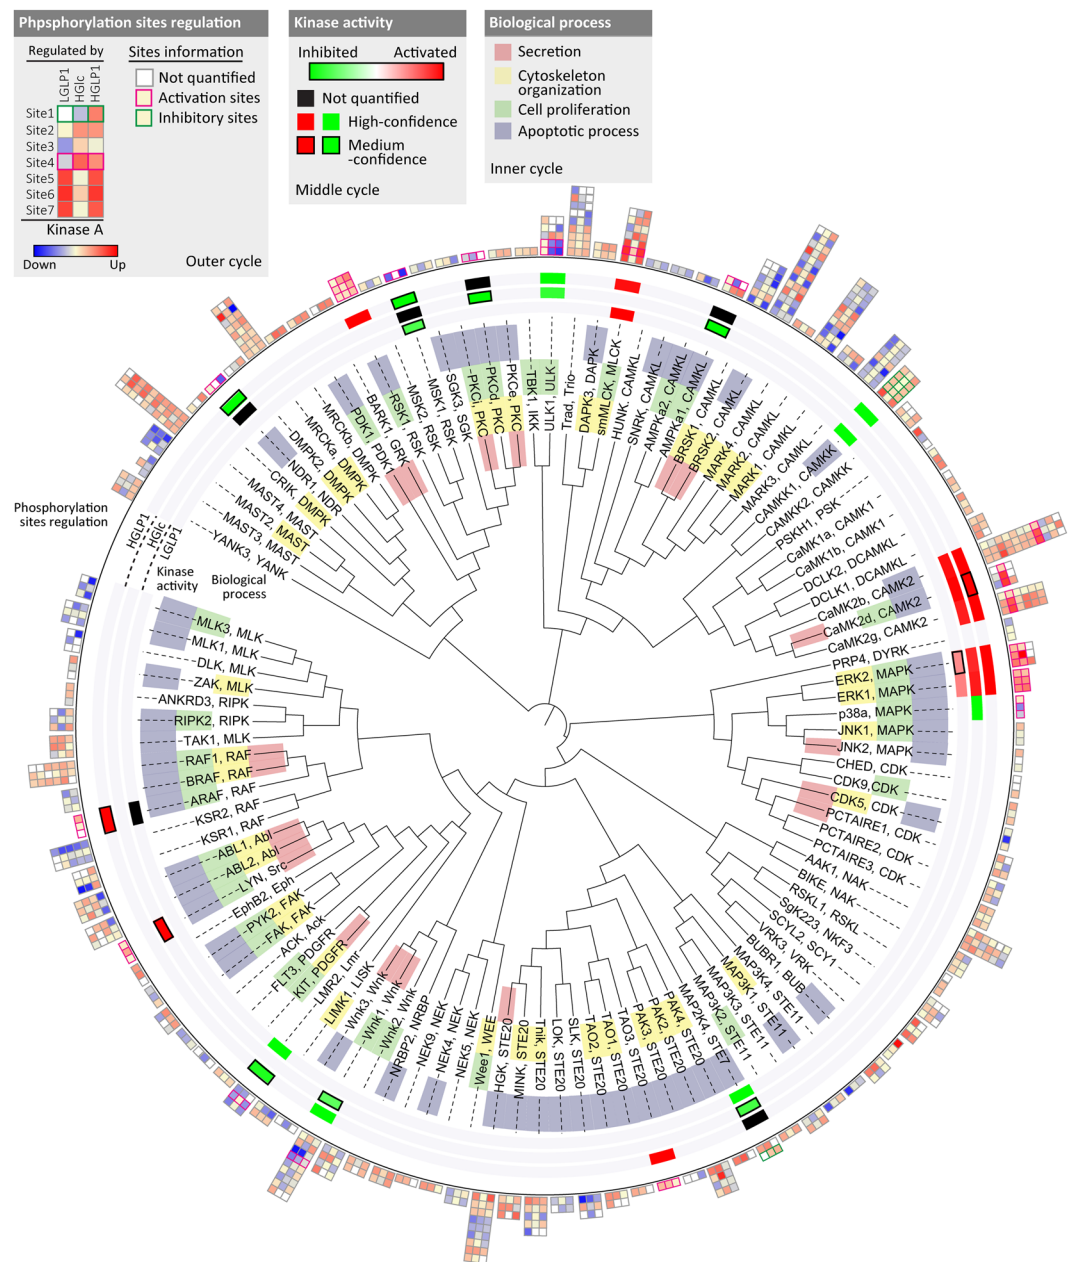 Phpsphorylation sites regulation
Regulated by
LGLP1
HGlc
HGLP1
Site1
Site2
Site3
Site4
Site5
Site6
Site7
Kinase A
Down
Up
Sites information
Not quantified
Activation sites
Inhibitory sites
Outer cycle
Kinase activity
Inhibited
Activated
Not quantified
High-confidence
Medium
-confidence
Middle cycle
Biological process
Secretion
Cytoskeleton
organization
Cell proliferation
Apoptotic process
Inner cycle
Phosphorylation
sites regulation
HGLP1
HGlc
LGLP1
Kinase
activity
Biological
process
YANK3, YANK
MAST3, MAST
MAST2, MAST
MAST4, MAST
CRIK, DMPK
NDR1, NDR
DMPK2, DMPK
MRCKa, DMPK
MRCKb, DMPK
PDK1, PDK1
BARK1, GRK
RSK1, RSK
MSK2, RSK
MSK1, RSK
SGK3, SGK
PKCi, PKC
PKCd, PKC
PKCe, PKC
TBK1, IKK
ULK1, ULK
Trad, Trio
DAPK3, DAPK
smMLCK, MLCK
HUNK, CAMKL
SNRK, CAMKL
AMPKa2, CAMKL
AMPKa1, CAMKL
BRSK1, CAMKL
BRSK2, CAMKL
MARK4, CAMKL
MARK2, CAMKL
MARK1, CAMKL
MARK3, CAMKL
CAMKK1, CAMKK
CAMKK2, CAMKK
PSKH1, PSK
CaMK1a, CAMK1
CaMK1b, CAMK1
DCLK2, DCAMKL
DCLK1, DCAMKL
CaMK2b, CAMK2
CaMK2d, CAMK2
CaMK2g, CAMK2
PRP4, DYRK
ERK2, MAPK
ERK1, MAPK
p38a, MAPK
JNK1, MAPK
JNK2, MAPK
CHED, CDK
CDK9, CDK
CDK5, CDK
PCTAIRE1, CDK
PCTAIRE2, CDK
PCTAIRE3, CDK
AAK1, NAK
BIKE, NAK
RSKL1, RSKL
SgK223, NKF3
SCYL2, SCY1
VRK3, VRK
BUBR1, BUB
MAP3K4, STE11
MAP3K1, STE11
MAP3K3, STE11
MAP3K2, STE11
MAP2K4, STE7
PAK4, STE20
PAK2, STE20
PAK3, STE20
TAO3, STE20
TAO1, STE20
TAO2, STE20
SLK, STE20
LOK, STE20
Tnik, STE20
MINK, STE20
HGK, STE20
Wee1, WEE
NEK5, NEK
NEK4, NEK
NEK9, NEK
NRBP2, NRBP
Wnk2, Wnk
Wnk1, Wnk
Wnk3, Wnk
LIMK1, LISK
LMR2, Lmr
KIT, PDGFR
FLT3, PDGFR
ACK, Ack
FAK, FAK
PYK2, FAK
EphB2, Eph
LYN, Src
ABL2, Abl
ABL1, Abl
KSR1, RAF
KSR2, RAF
ARAF, RAF
BRAF, RAF
RAF1, RAF
TAK1, MLK
RIPK2, RIPK
ANKRD3, RIPK
ZAK, MLK
DLK, MLK
MLK1, MLK
MLK3, MLK